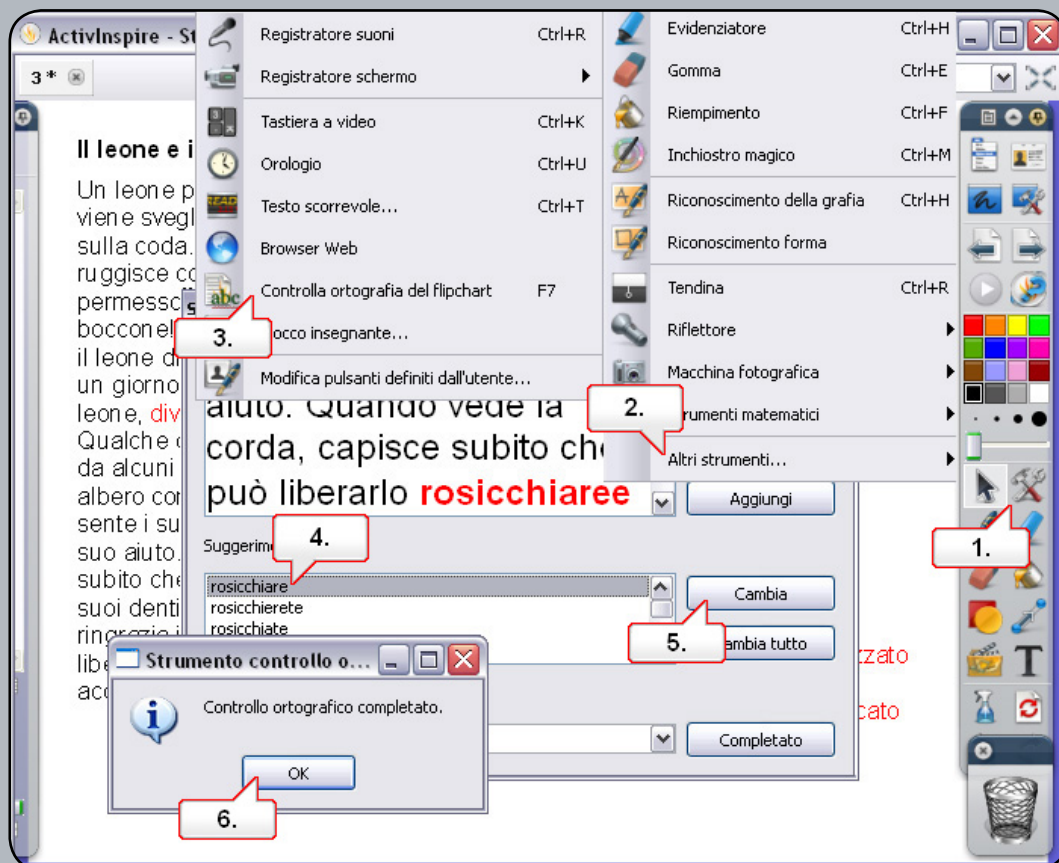 ActivInspire - St
3*
Registratore suoni Ctrl+R
Registratore schermo
Tastiera a video Ctrl+K
Orologio Ctrl+U
Testo scorrevole... Ctrl+T
Browser Web
Controlla ortografia del flipchart F7
occo insegnante...
Modifica pulsanti definiti dall'utente...
Evidenziatore Ctrl+H
Gomma Ctrl+E
Riempimento Ctrl+F
Inchiostro magico Ctrl+M
Riconoscimento della grafia Ctrl+H
Riconoscimento forma
Tendina Ctrl+R
Riflettore
Macchina fotografica
rumenti matematici
Altri strumenti...
Il leone e i
Un leone p
viene svegl
sulla coda.
ruggisce co
permesso
boccone!
il leone d
un giorno
leone, div
Qualche
da alcuni
albero con
sente i su
suo aiuto.
subito che
suoi denti
ringrazia i
libe
acc
aiuto. Quando vede la
corda, capisce subito che
può liberarlo rosicchiaree
Aggiungi
Suggerime
rosicchiare
rosicchierete
rosicchiate
Cambia
ambia tutto
Completato
zzato
cato
Strumento controllo o...
Controllo ortografico completato.
OK
1.
2.
3.
4.
5.
6.